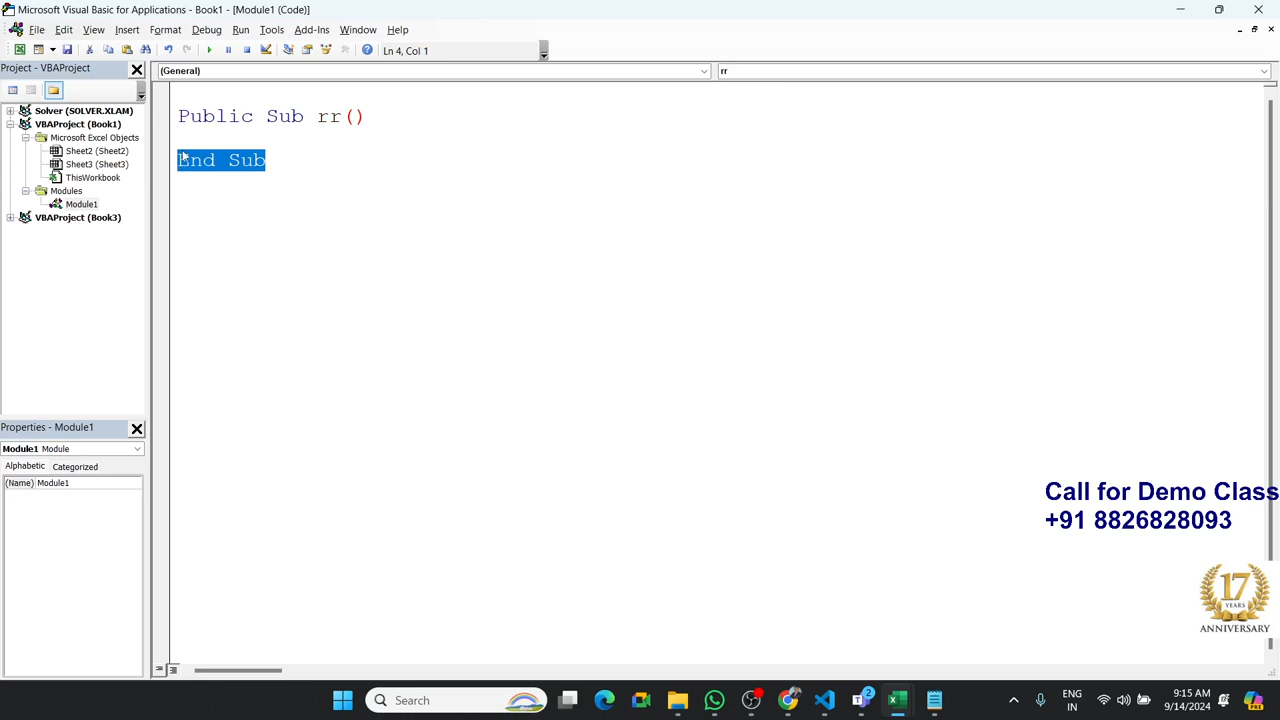 Microsoft Visual Basic for Applications - Book1 - [Module1 (Code)]
File Edit View Insert Format Debug Run Tools Add-Ins Window Help
Ln 4, Col 1
Project - VBAProject
(General)
rr
Solver (SOLVER.XLAM)
VBAProject (Book1)
Microsoft Excel Objects
Sheet2 (Sheet2)
Sheet3 (Sheet3)
ThisWorkbook
Modules
Module1
VBAProject (Book3)
Public Sub rr()
End Sub
Properties - Module1
Module1 Module
Alphabetic Categorized
(Name) Module1
Call for Demo Class
+91 8826828093
17
YEARS
ANNIVERSARY
Search
2
ENG
IN
9:15 AM
9/14/2024